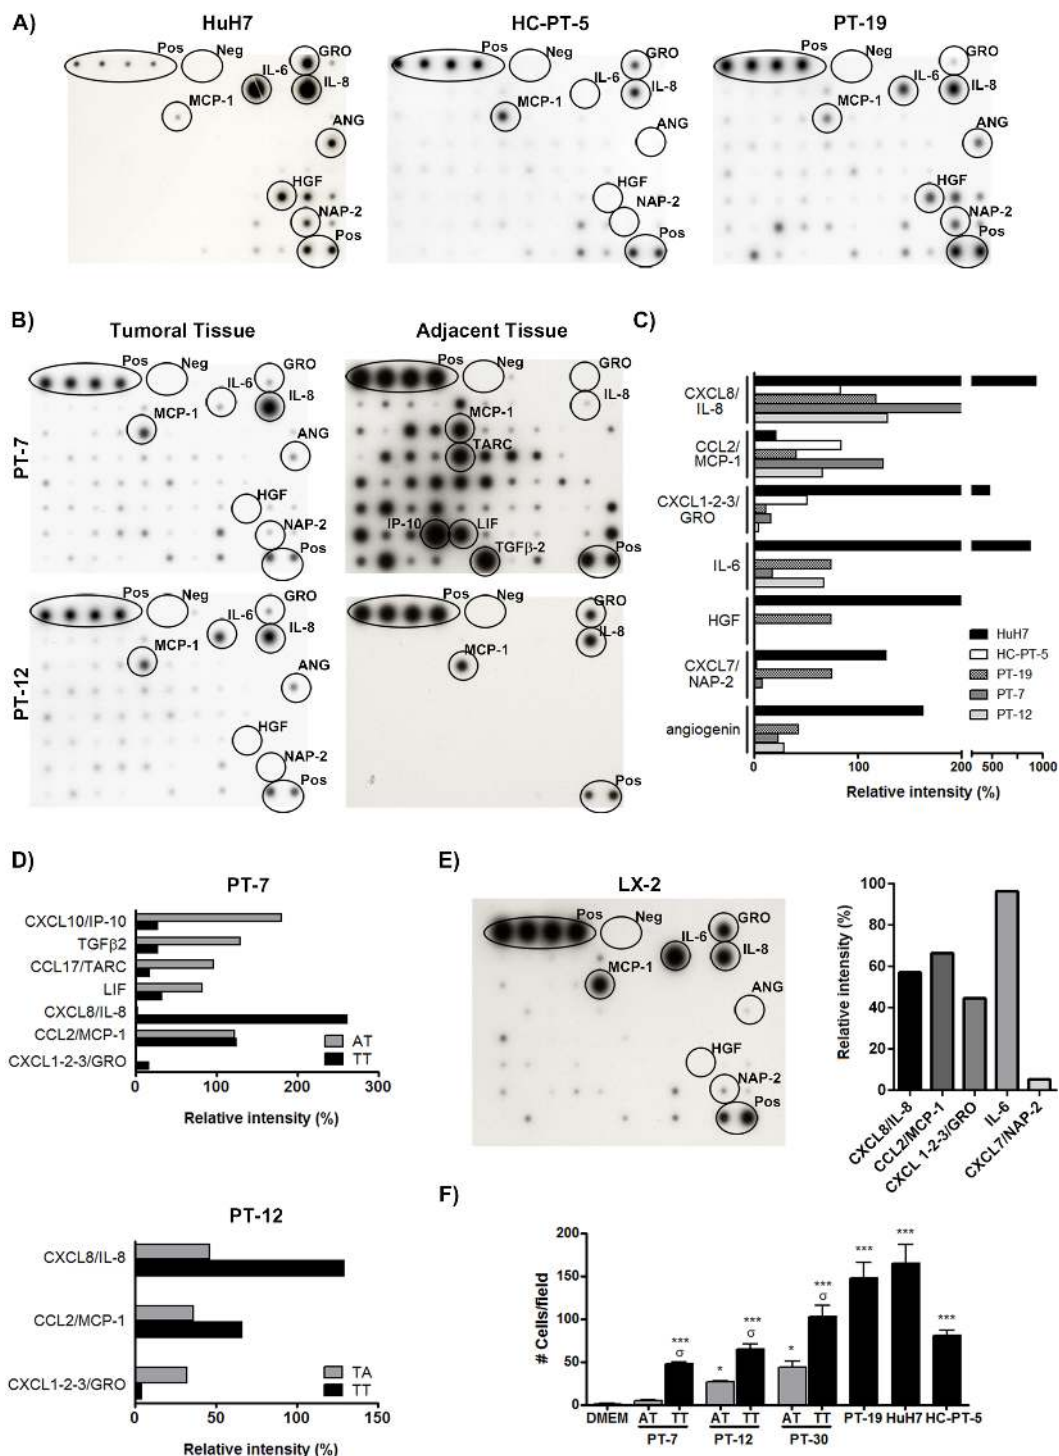 A)
HuH7
HC-PT-5
PT-19
Pos
Neg
GRO
IL-6
IL-8
MCP-1
ANG
HGF
NAP-2
Pos
Pos
Neg
GRO
IL-6
IL-8
MCP-1
ANG
HGF
NAP-2
Pos
Pos
Neg
GRO
IL-6
IL-8
MCP-1
ANG
HGF
NAP-2
Pos
B)
Tumoral Tissue
Adjacent Tissue
PT-7
Pos
Neg
GRO
IL-6
IL-8
MCP-1
ANG
HGF
NAP-2
Pos
Pos
Neg
GRO
IL-8
MCP-1
TARC
IP-10
LIF
TGFβ-2
Pos
PT-12
Pos
Neg
GRO
IL-6
IL-8
MCP-1
ANG
HGF
NAP-2
Pos
Pos
Neg
GRO
IL-8
MCP-1
Pos
C)
CXCL8/
IL-8
CCL2/
MCP-1
CXCL1-2-3/
GRO
IL-6
HGF
CXCL7/
NAP-2
angiogenin
HuH7
HC-PT-5
PT-19
PT-7
PT-12
0 100 200 500 1000
Relative intensity (%)
D)
PT-7
CXCL10/IP-10
TGFβ2
CCL17/TARC
LIF
CXCL8/IL-8
CCL2/MCP-1
CXCL1-2-3/GRO
AT
TT
0 100 200 300
Relative intensity (%)
PT-12
CXCL8/IL-8
CCL2/MCP-1
CXCL1-2-3/GRO
TA
TT
0 50 100 150
Relative intensity (%)
E)
LX-2
Pos
Neg
GRO
IL-6
IL-8
MCP-1
ANG
HGF
NAP-2
Pos
Relative intensity (%)
100
80
60
40
20
0
CXCL8/IL-8
CCL2/MCP-1
CXCL 1-2-3/GRO
IL-6
CXCL7/NAP-2
F)
# Cells/field
200
150
100
50
0
***
σ
*
***
σ
*
***
σ
***
***
***
DMEM AT TT AT TT AT TT PT-19 HuH7 HC-PT-5
PT-7 PT-12 PT-30